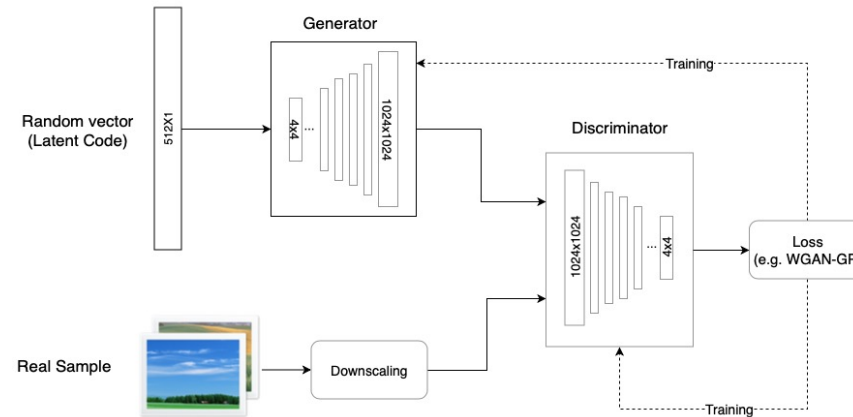 Generator
Training
Random vector
(Latent Code)
512X1
4x4
...
1024x1024
Discriminator
1024x1024
...
4x4
Loss
(e.g. WGAN-GP
Real Sample
Downscaling
Training